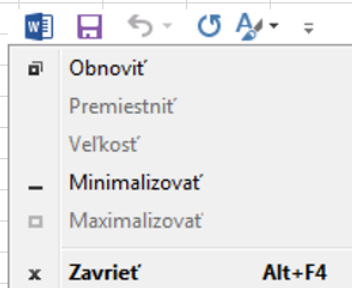 Obnoviť
Premiestniť
Veľkosť
Minimalizovať
Maximalizovať
Zavrieť Alt+F4